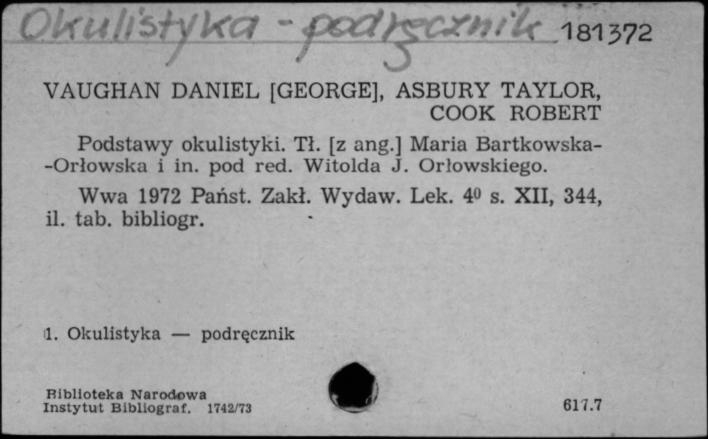 Okulistyka - podręcznik 181372
VAUGHAN DANIEL [GEORGE], ASBURY TAYLOR,
COOK ROBERT
Podstawy okulistyki. Tł. [z ang.] Maria Bartkowska-
-Orłowska i in. pod red. Witolda J. Orłowskiego.
Wwa 1972 Państ. Zakł. Wydaw. Lek. 4⁰ s. XII, 344,
il. tab. bibliogr.
1. Okulistyka — podręcznik
Biblioteka Narodowa
Instytut Bibliograf. 1742/73
617.7